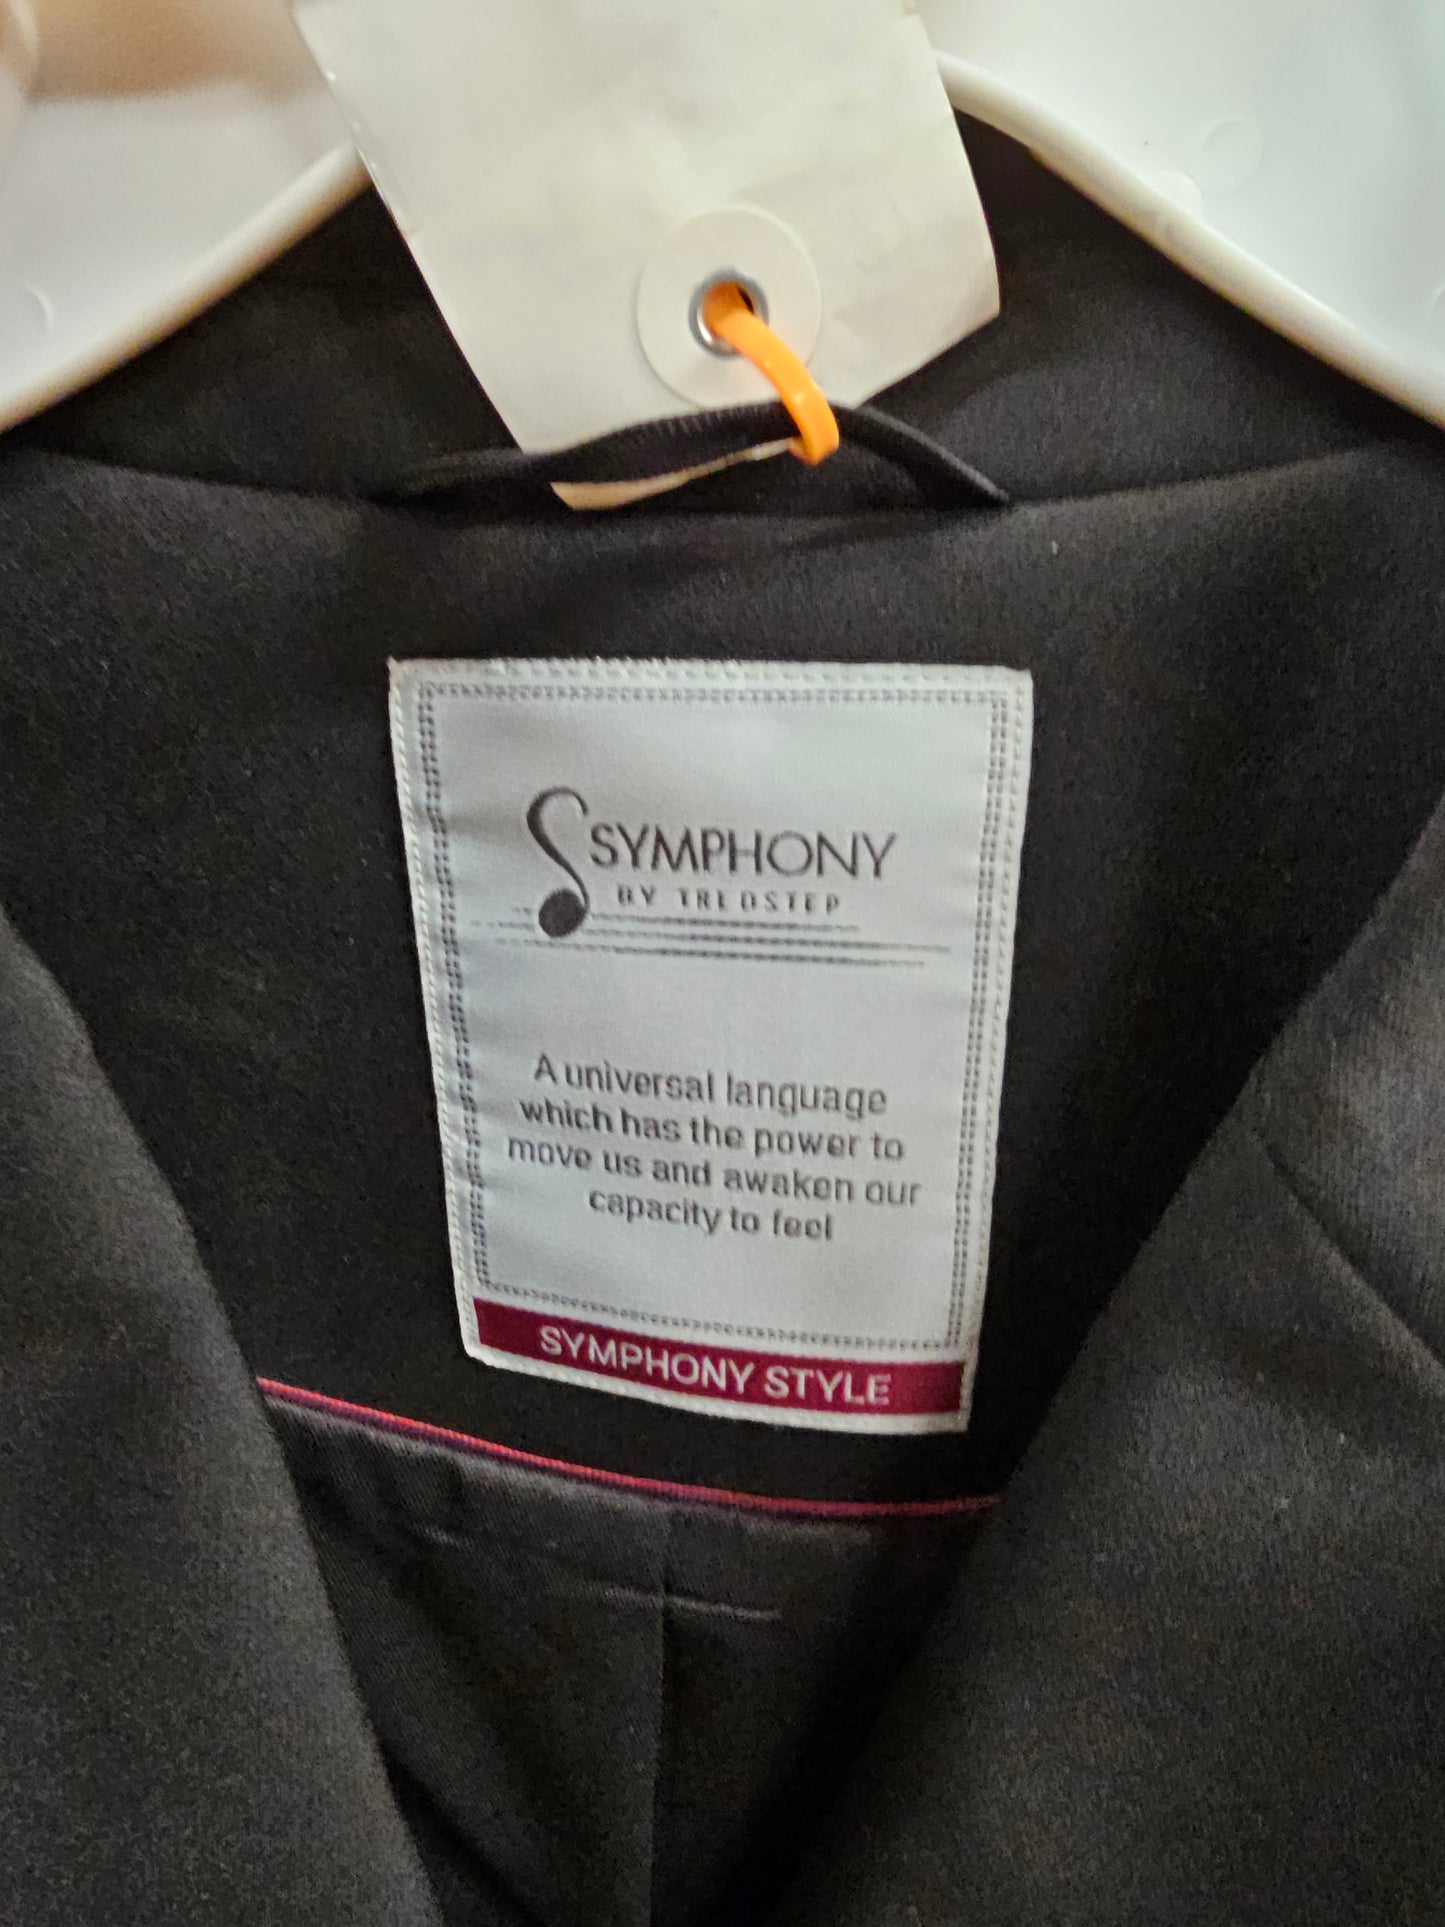 SYMPHONY
BY TREDSTEP
A universal language
which has the power to
move us and awaken our
capacity to feel
SYMPHONY STYLE